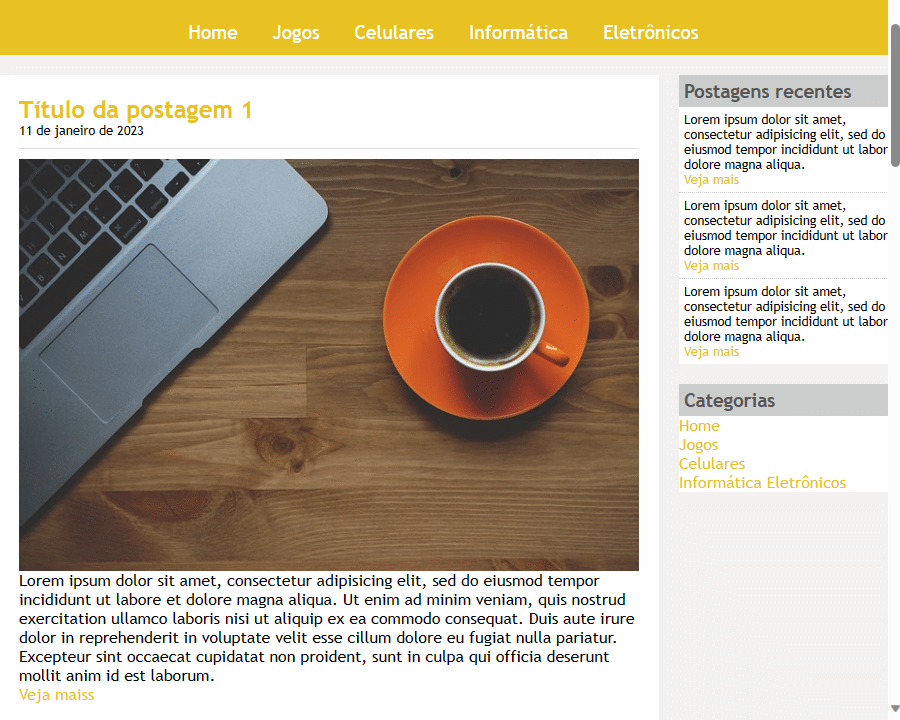 Home Jogos Celulares Informática Eletrônicos
Título da postagem 1
11 de janeiro de 2023
Lorem ipsum dolor sit amet, consectetur adipisicing elit, sed do eiusmod tempor
incididunt ut labore et dolore magna aliqua. Ut enim ad minim veniam, quis nostrud
exercitation ullamco laboris nisi ut aliquip ex ea commodo consequat. Duis aute irure
dolor in reprehenderit in voluptate velit esse cillum dolore eu fugiat nulla pariatur.
Excepteur sint occaecat cupidatat non proident, sunt in culpa qui officia deserunt
mollit anim id est laborum.
Veja maiss
Postagens recentes
Lorem ipsum dolor sit amet,
consectetur adipisicing elit, sed do
eiusmod tempor incididunt ut labor
dolore magna aliqua.
Veja mais
Lorem ipsum dolor sit amet,
consectetur adipisicing elit, sed do
eiusmod tempor incididunt ut labor
dolore magna aliqua.
Veja mais
Lorem ipsum dolor sit amet,
consectetur adipisicing elit, sed do
eiusmod tempor incididunt ut labor
dolore magna aliqua.
Veja mais
Categorias
Home
Jogos
Celulares
Informática Eletrônicos